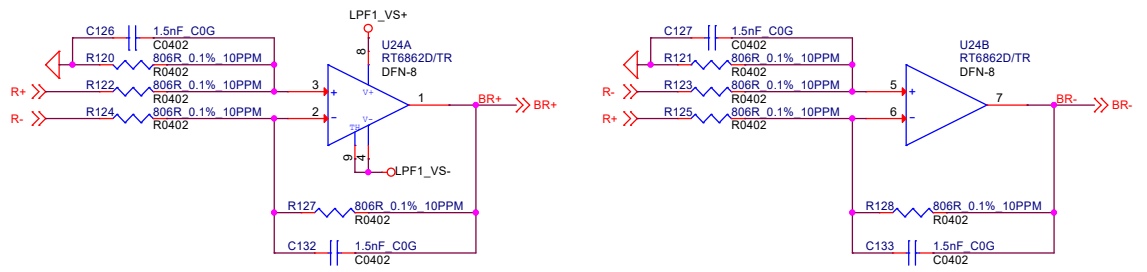 LPF1_VS+
C126 1.5nF_C0G
C0402
R120 806R_0.1%_10PPM
R0402
R+ R122 806R_0.1%_10PPM
R0402
R- R124 806R_0.1%_10PPM
R0402
U24A
RT6862D/TR
DFN-8
8
V+
3
+
2
-
1
BR+ BR+
V-
TH
9
4
LPF1_VS-
R127 806R_0.1%_10PPM
R0402
C132 1.5nF_C0G
C0402
C127 1.5nF_C0G
C0402
R121 806R_0.1%_10PPM
R0402
R- R123 806R_0.1%_10PPM
R0402
R+ R125 806R_0.1%_10PPM
R0402
U24B
RT6862D/TR
DFN-8
5
+
6
-
7
BR- BR-
R128 806R_0.1%_10PPM
R0402
C133 1.5nF_C0G
C0402